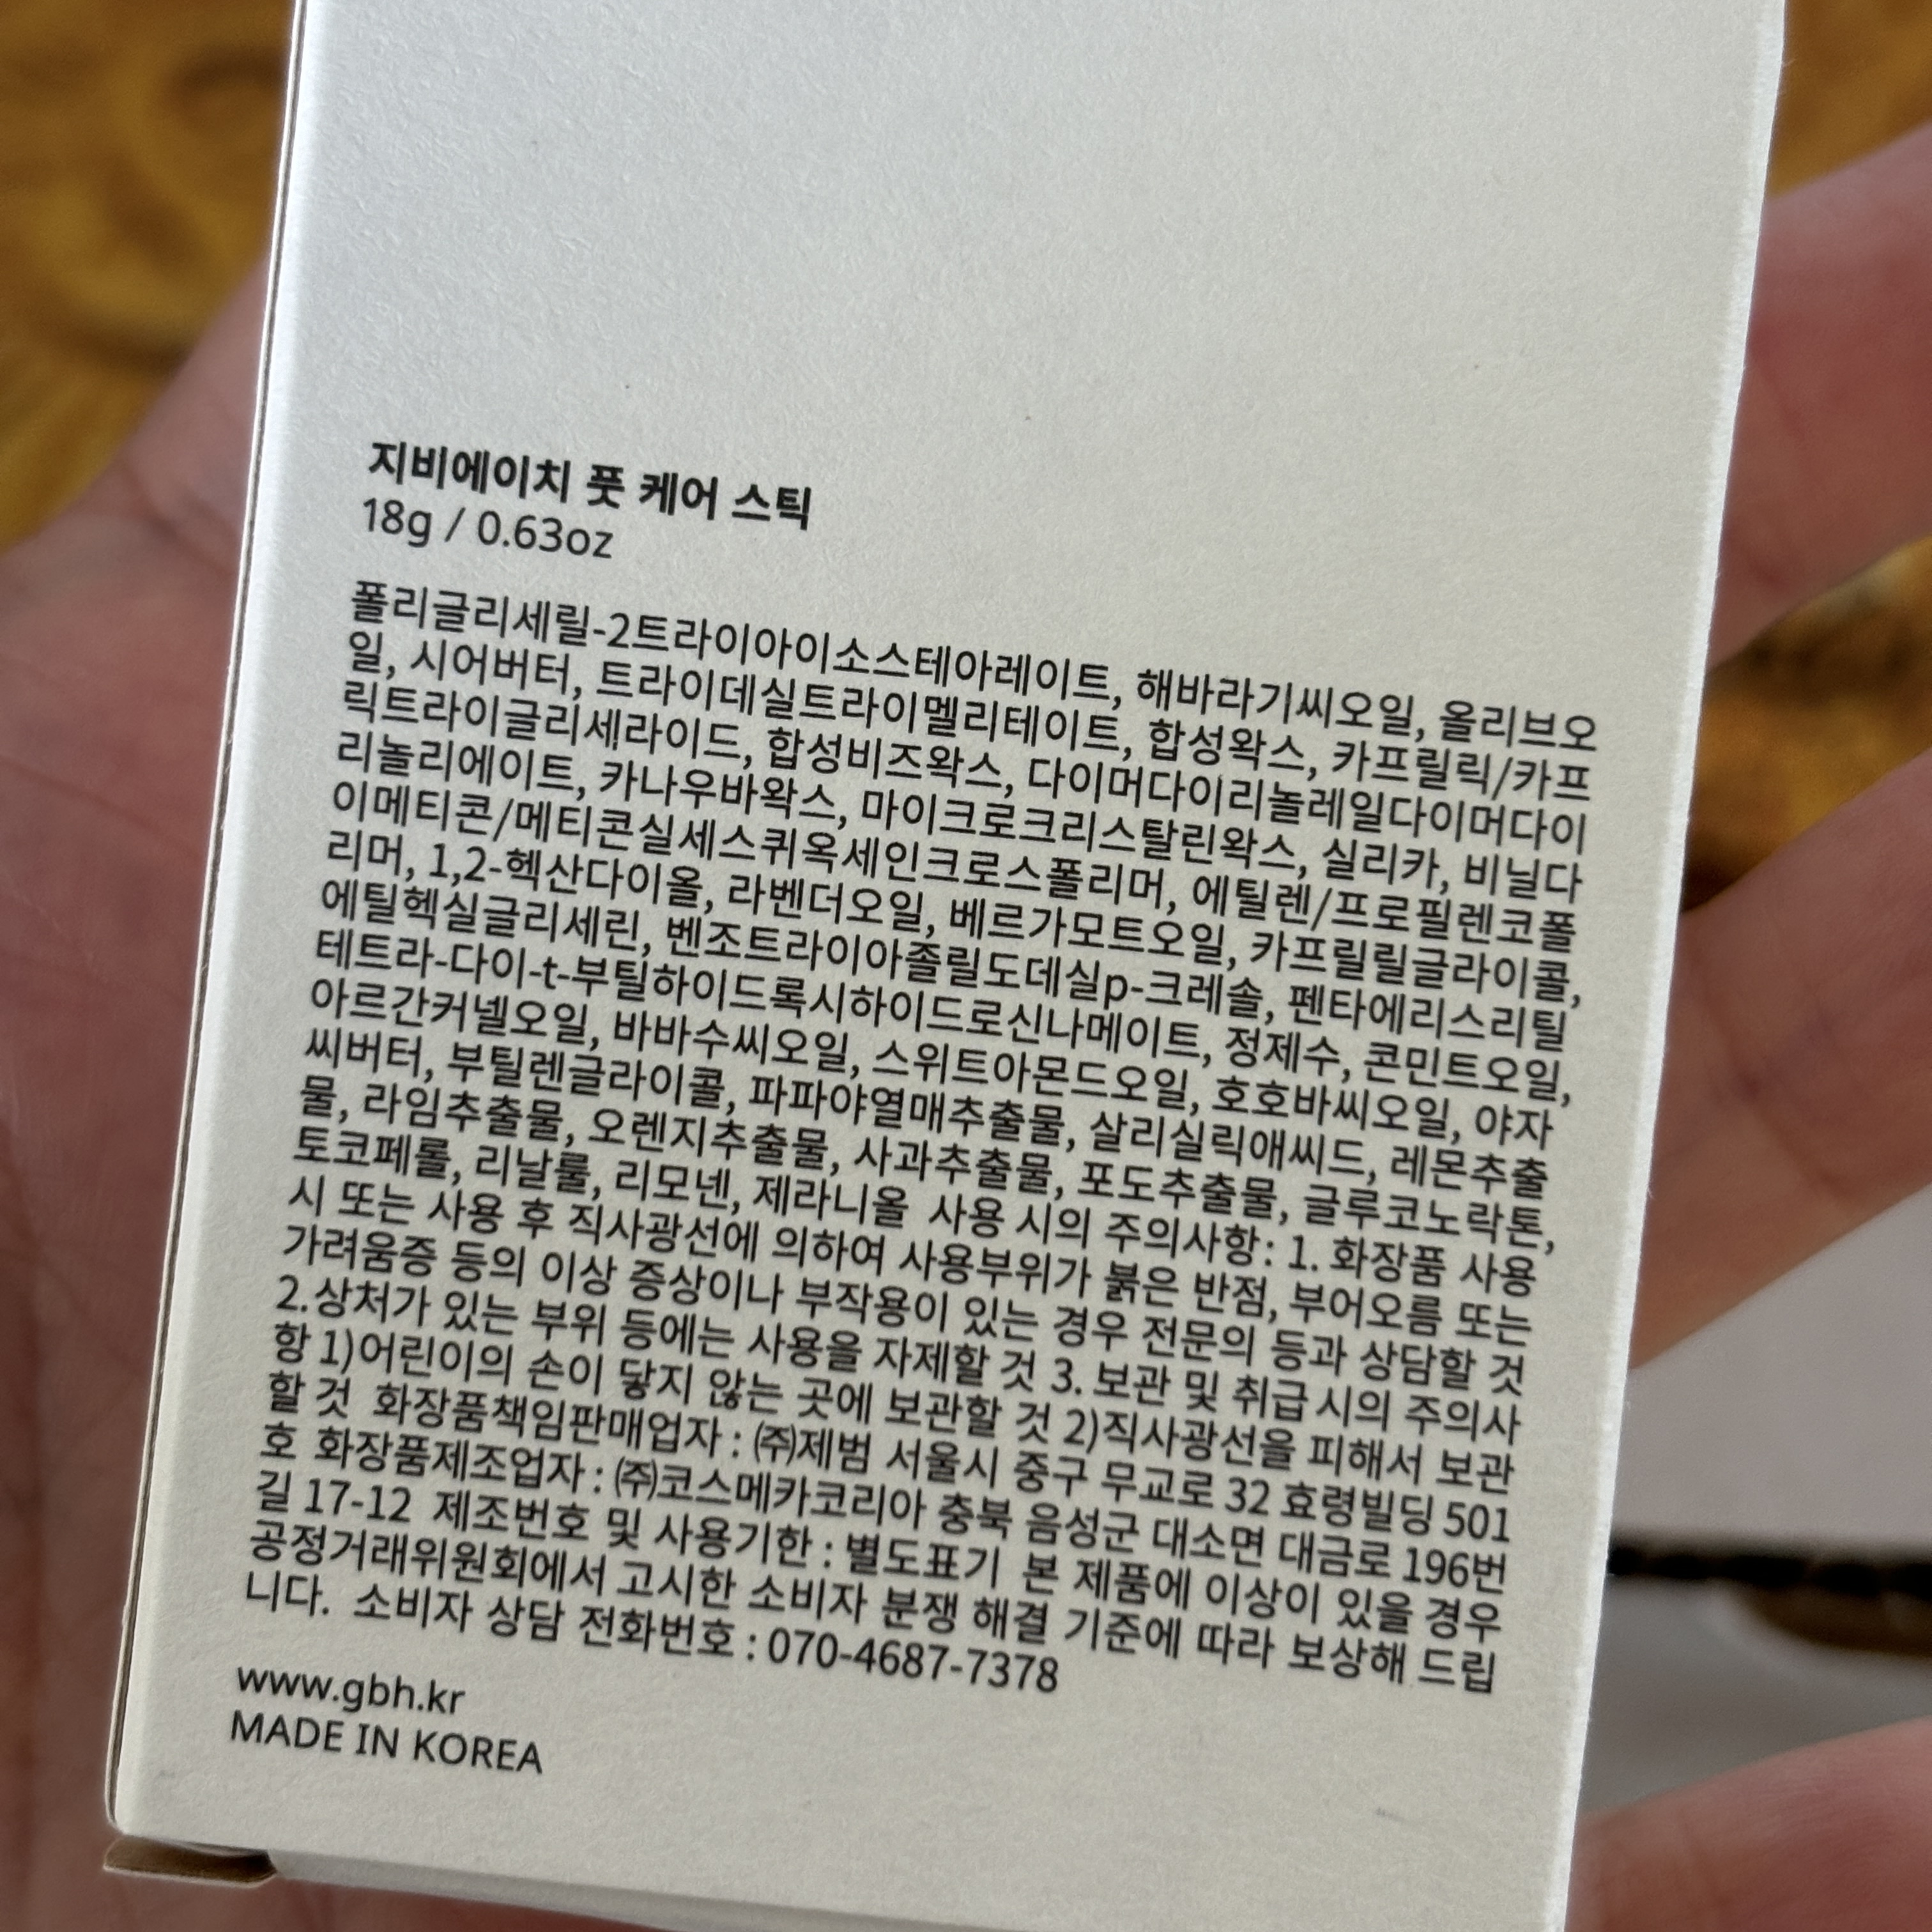 지비에이치 풋 케어 스틱
18g / 0.63oz
폴리글리세릴-2트라이아이소스테아레이트, 해바라기씨오일, 올리브오
일, 시어버터, 트라이데실트라이멜리테이트, 합성왁스, 카프릴릭/카프
릭트라이글리세라이드, 합성비즈왁스, 다이머다이리놀레일다이머다이
리놀리에이트, 카나우바왁스, 마이크로크리스탈린왁스, 실리카, 비닐다
이메티콘/메티콘실세스퀴옥세인크로스폴리머, 에틸렌/프로필렌코폴
리머, 1,2-헥산다이올, 라벤더오일, 베르가모트오일, 카프릴릴글라이콜,
에틸헥실글리세린, 벤조트라이아졸릴도데실p-크레솔, 펜타에리스리틸
테트라-다이-t-부틸하이드록시하이드로신나메이트, 정제수, 콘민트오일,
아르간커넬오일, 바바수씨오일, 스위트아몬드오일, 호호바씨오일, 야자
씨버터, 부틸렌글라이콜, 파파야열매추출물, 살리실릭애씨드, 레몬추출
물, 라임추출물, 오렌지추출물, 사과추출물, 포도추출물, 글루코노락톤,
토코페롤, 리날룰, 리모넨, 제라니올 사용 시의 주의사항: 1. 화장품 사용
시 또는 사용 후 직사광선에 의하여 사용부위가 붉은 반점, 부어오름 또는
가려움증 등의 이상 증상이나 부작용이 있는 경우 전문의 등과 상담할 것
2.상처가 있는 부위 등에는 사용을 자제할 것 3. 보관 및 취급 시의 주의사
항 1)어린이의 손이 닿지 않는 곳에 보관할 것 2)직사광선을 피해서 보관
할 것 화장품책임판매업자 : ㈜제범 서울시 중구 무교로 32 효령빌딩 501
호 화장품제조업자 : ㈜코스메카코리아 충북 음성군 대소면 대금로 196번
길 17-12 제조번호 및 사용기한 : 별도표기 본 제품에 이상이 있을 경우
공정거래위원회에서 고시한 소비자 분쟁 해결 기준에 따라 보상해 드립
니다. 소비자 상담 전화번호 : 070-4687-7378
www.gbh.kr
MADE IN KOREA